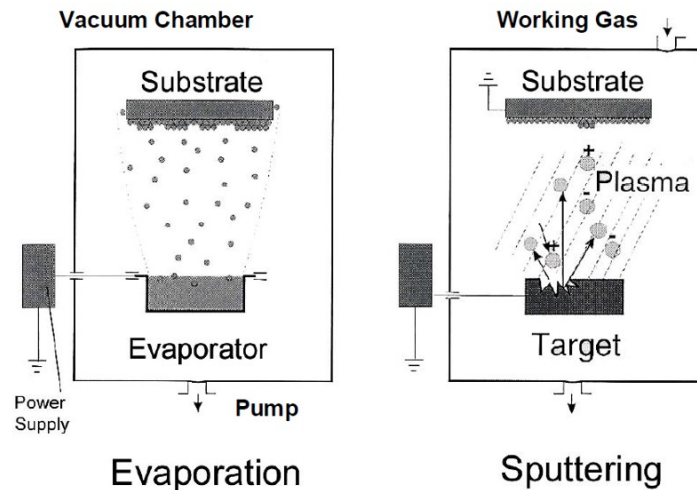 Vacuum Chamber
Substrate
Evaporator
Power
Supply
Pump
Evaporation
Working Gas
Substrate
+
Plasma
-
+
-
Target
Sputtering